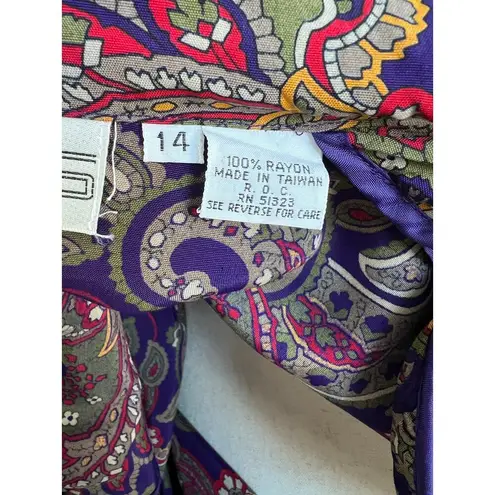 14
100% RAYON
MADE IN TAIWAN
R. O. C.
RN 51323
SEE REVERSE FOR CARE